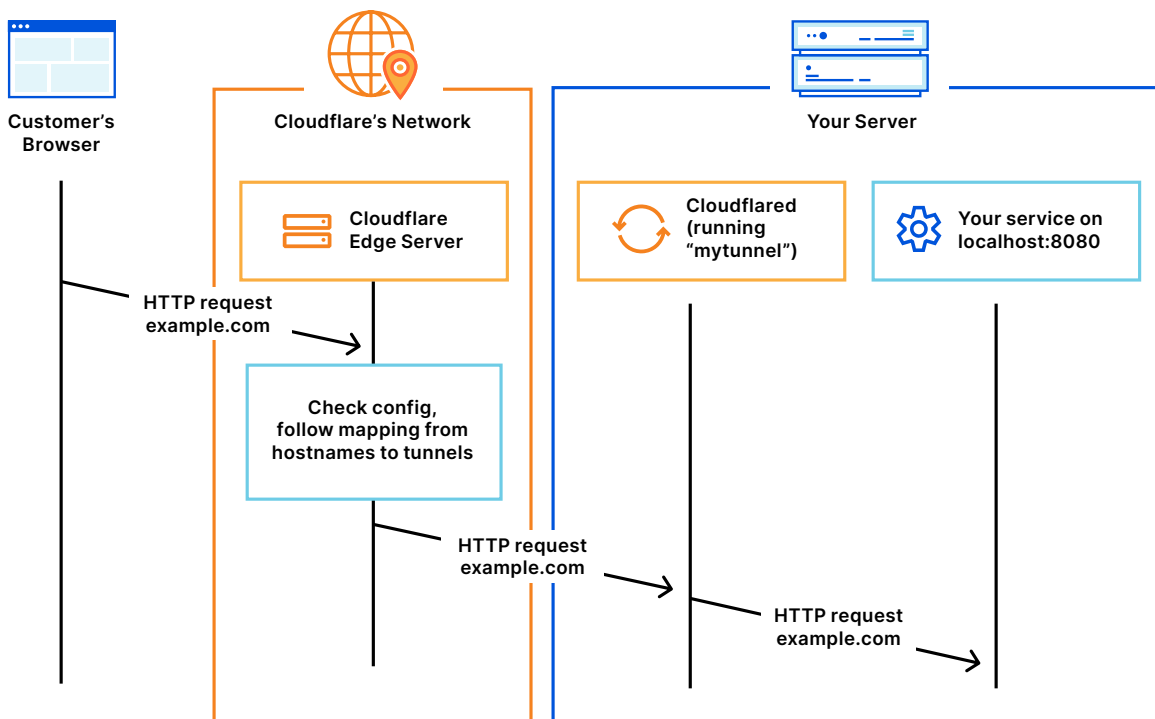 Customer's
Browser
Cloudflare's Network
Your Server
Cloudflare
Edge Server
Cloudflared
(running
“mytunnel”)
Your service on
localhost:8080
HTTP request
example.com
Check config,
follow mapping from
hostnames to tunnels
HTTP request
example.com
HTTP request
example.com